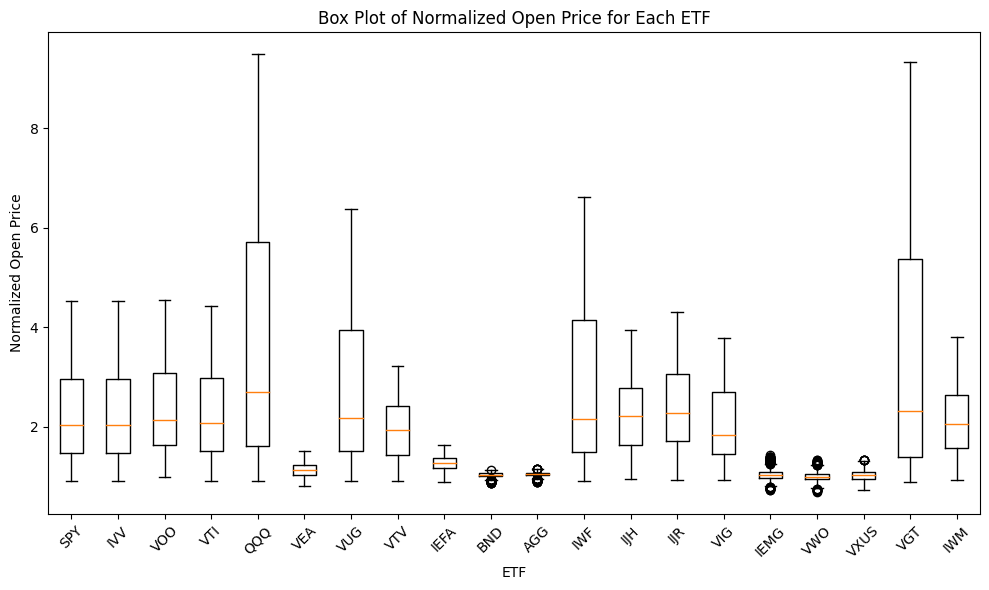 Box Plot of Normalized Open Price for Each ETF
Normalized Open Price
8
6
4
2
SPY
IVV
VOO
VTI
QQQ
VEA
VUG
VTV
IEFA
BND
AGG
IWF
IJH
IJR
VIG
IEMG
VWO
VXUS
VGT
IWM
ETF